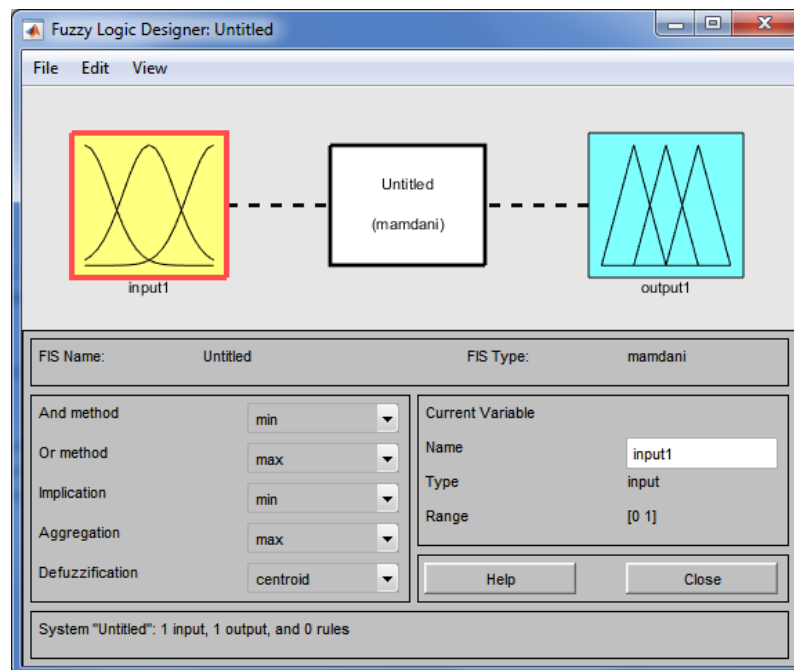 Fuzzy Logic Designer: Untitled
File Edit View
Untitled
(mamdani)
input1
output1
FIS Name: Untitled FIS Type: mamdani
And method min
Or method max
Implication min
Aggregation max
Defuzzification centroid
Current Variable
Name input1
Type input
Range [0 1]
Help Close
System "Untitled": 1 input, 1 output, and 0 rules